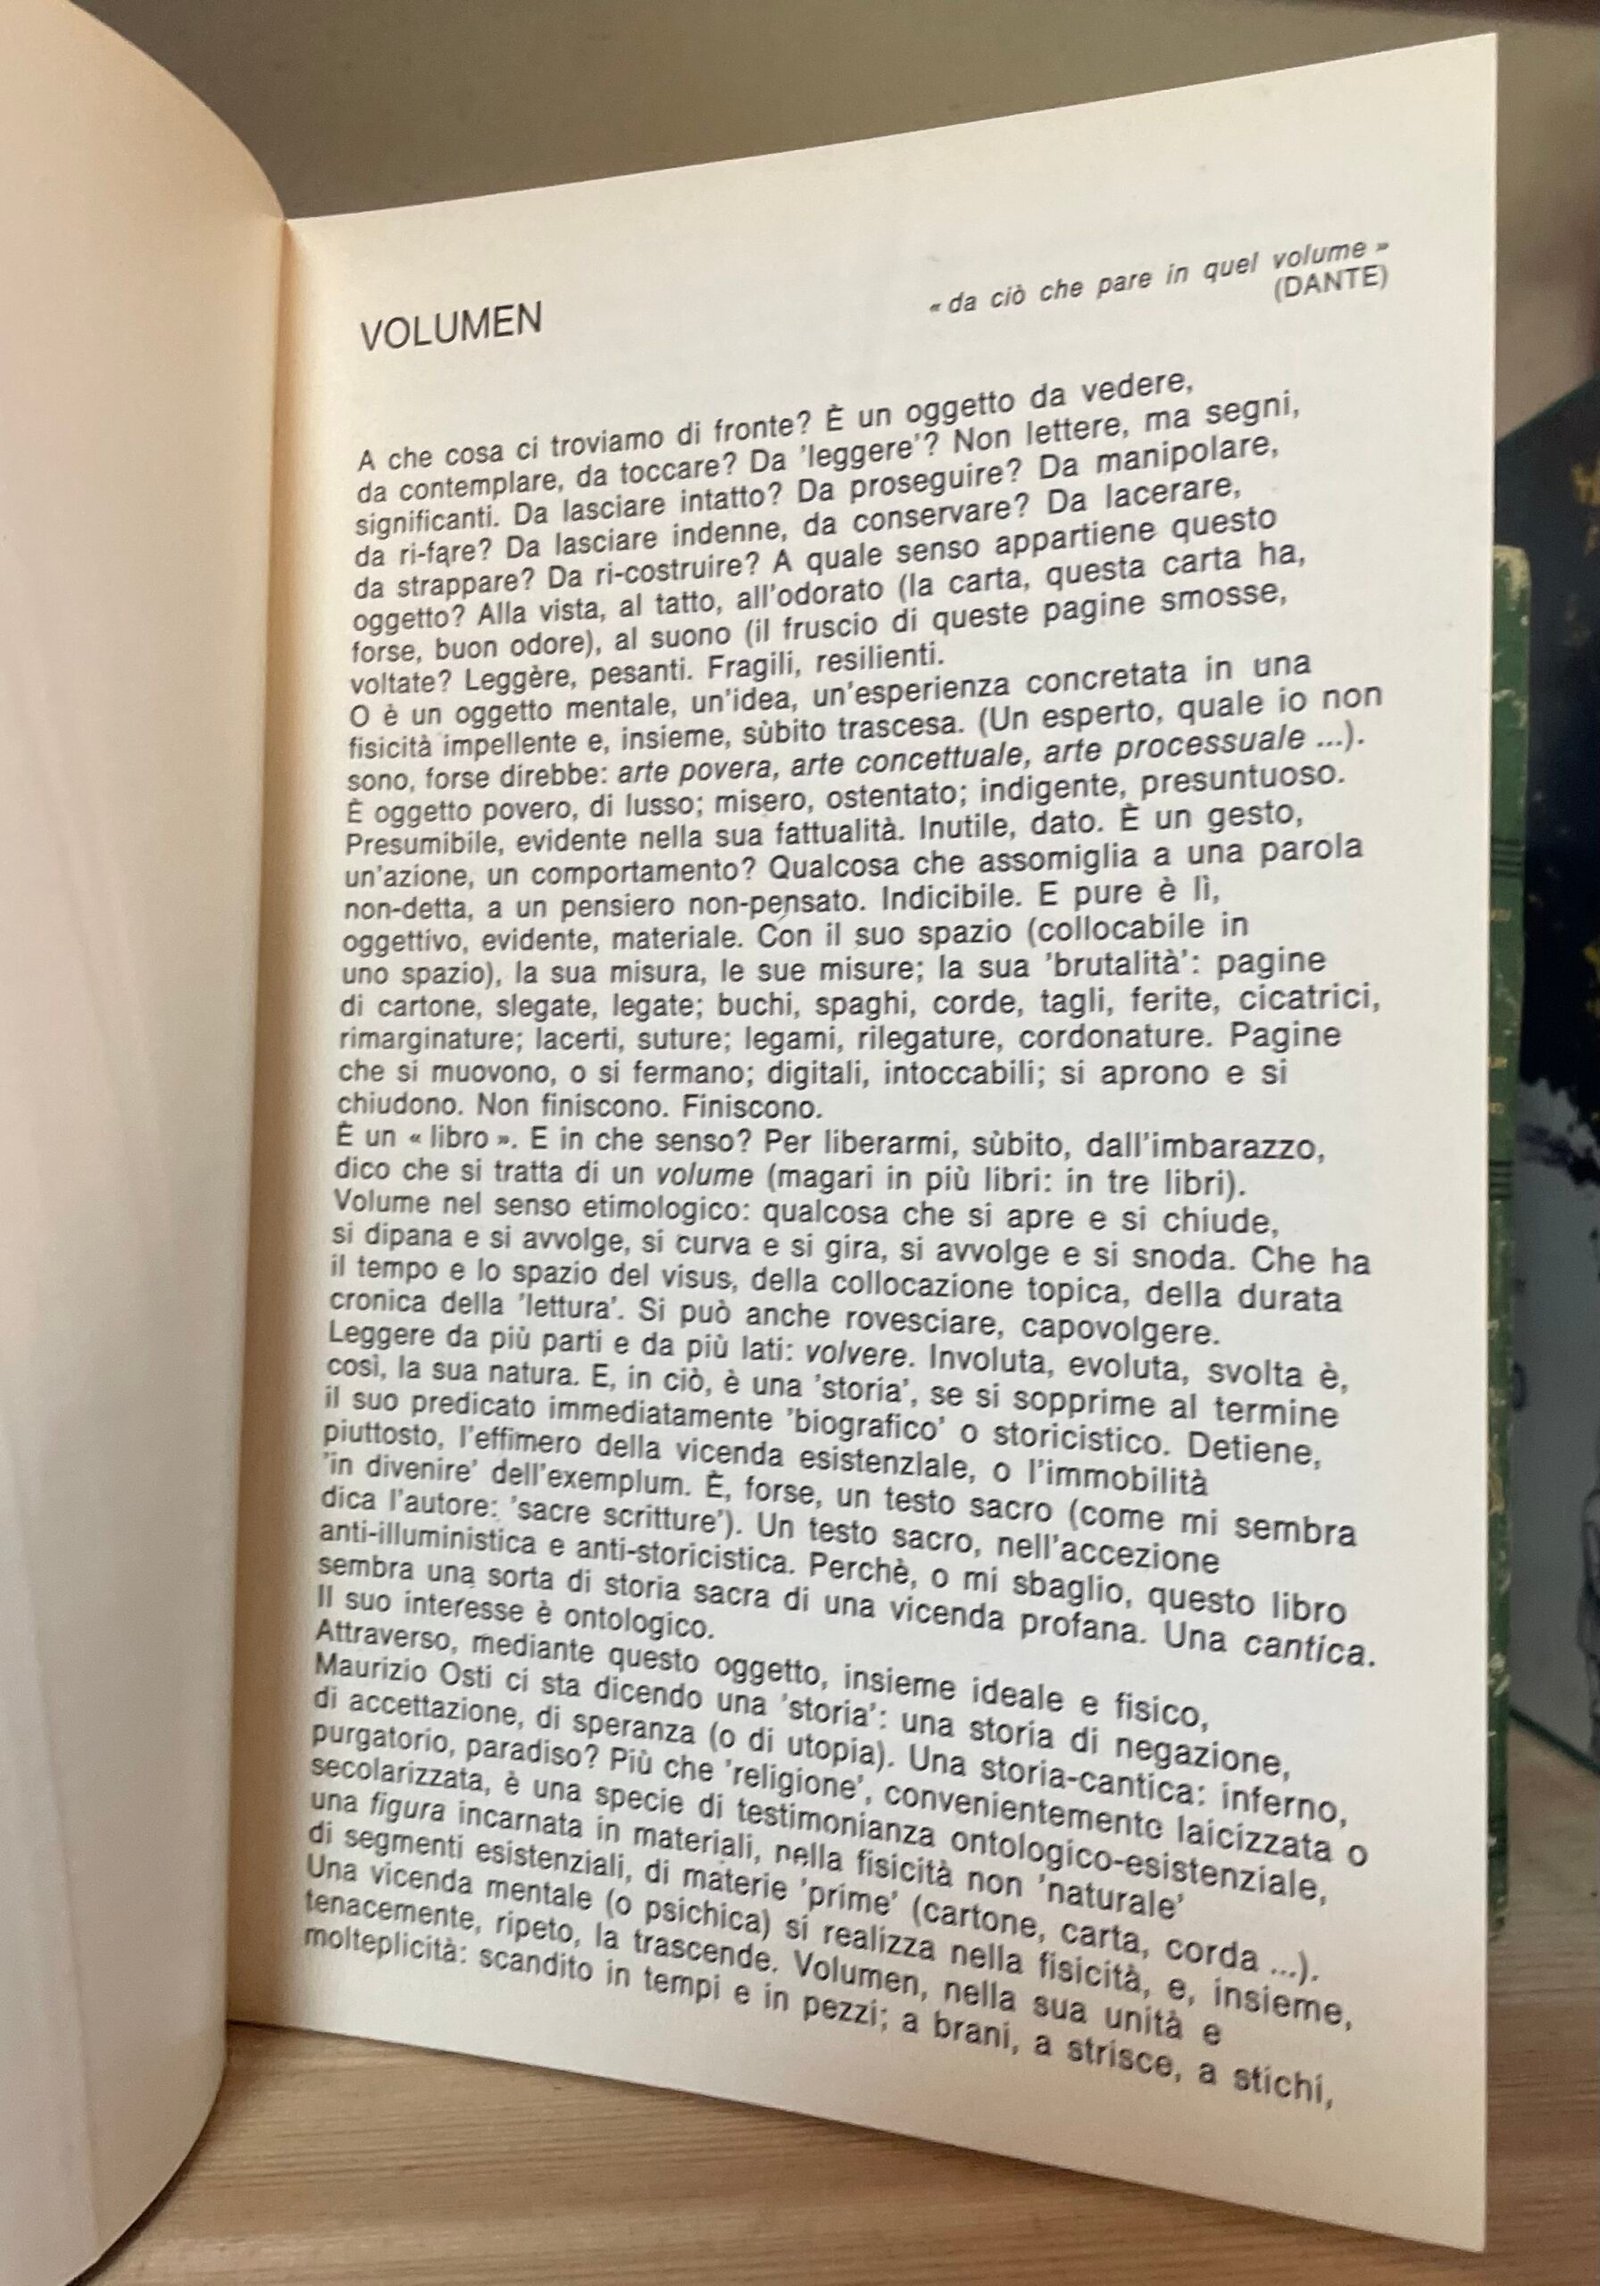 VOLUMEN
« da ciò che pare in quel volume »
(DANTE)
A che cosa ci troviamo di fronte? È un oggetto da vedere,
da contemplare, da toccare? Da 'leggere'? Non lettere, ma segni,
significanti. Da lasciare intatto? Da proseguire? Da manipolare,
da ri-fare? Da lasciare indenne, da conservare? Da lacerare,
da strappare? Da ri-costruire? A quale senso appartiene questo
oggetto? Alla vista, al tatto, all'odorato (la carta, questa carta ha,
forse, buon odore), al suono (il fruscio di queste pagine smosse,
voltate? Leggère, pesanti. Fragili, resilienti.
O è un oggetto mentale, un'idea, un'esperienza concretata in una
fisicità impellente e, insieme, sùbito trascesa. (Un esperto, quale io non
sono, forse direbbe: arte povera, arte concettuale, arte processuale ...).
È oggetto povero, di lusso; misero, ostentato; indigente, presuntuoso.
Presumibile, evidente nella sua fattualità. Inutile, dato. È un gesto,
un'azione, un comportamento? Qualcosa che assomiglia a una parola
non-detta, a un pensiero non-pensato. Indicibile. E pure è lì,
oggettivo, evidente, materiale. Con il suo spazio (collocabile in
uno spazio), la sua misura, le sue misure; la sua 'brutalità': pagine
di cartone, slegate, legate; buchi, spaghi, corde, tagli, ferite, cicatrici,
rimarginature; lacerti, suture; legami, rilegature, cordonature. Pagine
che si muovono, o si fermano; digitali, intoccabili; si aprono e si
chiudono. Non finiscono. Finiscono.
È un « libro ». E in che senso? Per liberarmi, sùbito, dall'imbarazzo,
dico che si tratta di un volume (magari in più libri: in tre libri).
Volume nel senso etimologico: qualcosa che si apre e si chiude,
si dipana e si avvolge, si curva e si gira, si avvolge e si snoda. Che ha
il tempo e lo spazio del visus, della collocazione topica, della durata
cronica della 'lettura'. Si può anche rovesciare, capovolgere.
Leggere da più parti e da più lati: volvere. Involuta, evoluta, svolta è,
così, la sua natura. E, in ciò, è una 'storia', se si sopprime al termine
il suo predicato immediatamente 'biografico' o storicistico. Detiene,
piuttosto, l'effimero della vicenda esistenziale, o l'immobilità
'in divenire' dell'exemplum. È, forse, un testo sacro (come mi sembra
dica l'autore: 'sacre scritture'). Un testo sacro, nell'accezione
anti-illuministica e anti-storicistica. Perchè, o mi sbaglio, questo libro
sembra una sorta di storia sacra di una vicenda profana. Una cantica.
Il suo interesse è ontologico.
Attraverso, mediante questo oggetto, insieme ideale e fisico,
Maurizio Osti ci sta dicendo una 'storia': una storia di negazione,
di accettazione, di speranza (o di utopia). Una storia-cantica: inferno,
purgatorio, paradiso? Più che 'religione', convenientemente laicizzata o
secolarizzata, è una specie di testimonianza ontologico-esistenziale,
una figura incarnata in materiali, nella fisicità non 'naturale'
di segmenti esistenziali, di materie 'prime' (cartone, carta, corda ...).
Una vicenda mentale (o psichica) si realizza nella fisicità, e, insieme,
tenacemente, ripeto, la trascende. Volumen, nella sua unità e
molteplicità: scandito in tempi e in pezzi; a brani, a strisce, a stichi,